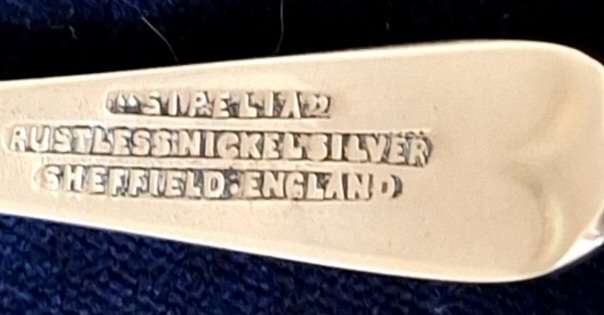 "SIPELIA"
RUSTLESS NICKEL SILVER
SHEFFIELD·ENGLAND